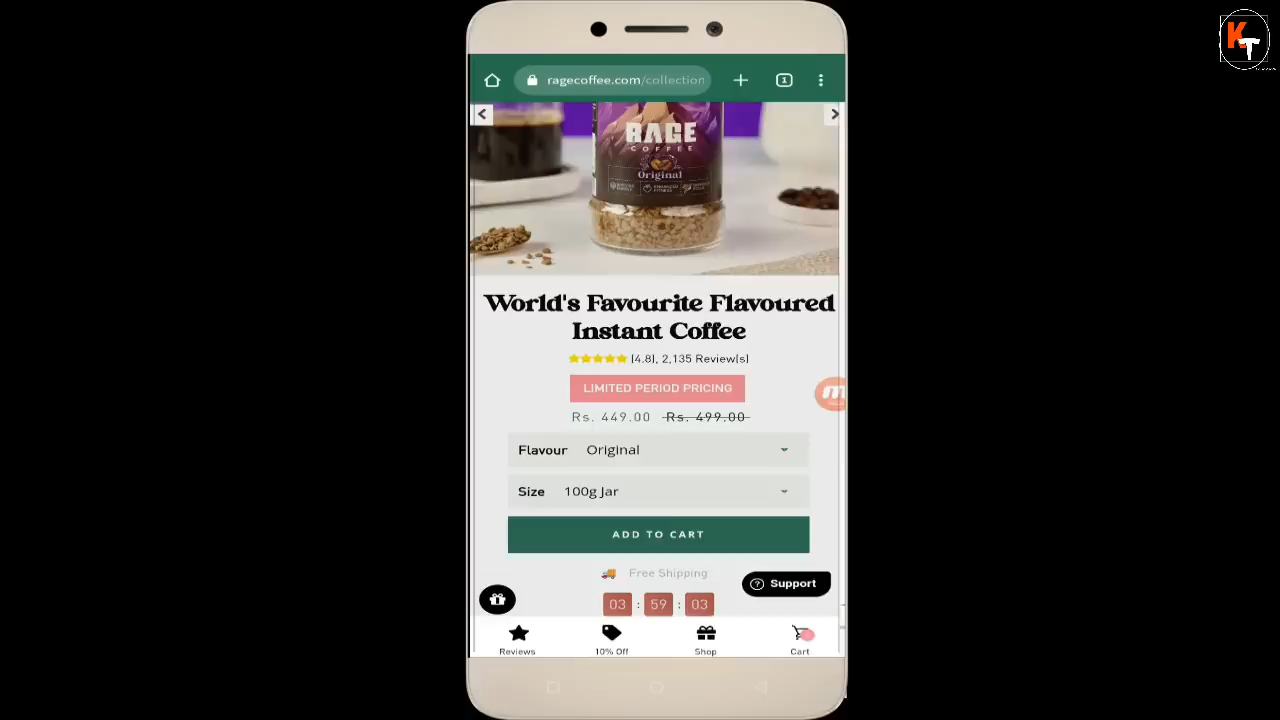 KT
ragecoffee.com/collection
1
RAGE
COFFEE
Original
World's Favourite Flavoured
Instant Coffee
[4.8], 2,135 Review[s]
LIMITED PERIOD PRICING
Rs. 449.00 Rs. 499.00
Flavour Original
Size 100g Jar
ADD TO CART
Free Shipping
Support
03 : 59 : 03
Reviews 10% Off Shop Cart